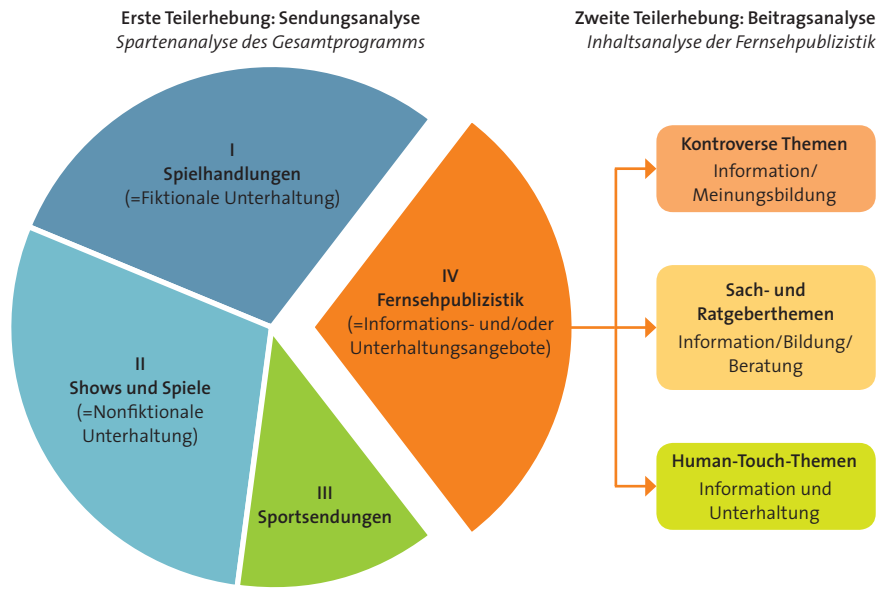 Erste Teilerhebung: Sendungsanalyse
Spartenanalyse des Gesamtprogramms
Zweite Teilerhebung: Beitragsanalyse
Inhaltsanalyse der Fernsehpublizistik
I
Spielhandlungen
(=Fiktionale Unterhaltung)
II
Shows und Spiele
(=Nonfiktionale
Unterhaltung)
III
Sportsendungen
IV
Fernsehpublizistik
(=Informations- und/oder
Unterhaltungsangebote)
Kontroverse Themen
Information/
Meinungsbildung
Sach- und
Ratgeberthemen
Information/Bildung/
Beratung
Human-Touch-Themen
Information und
Unterhaltung